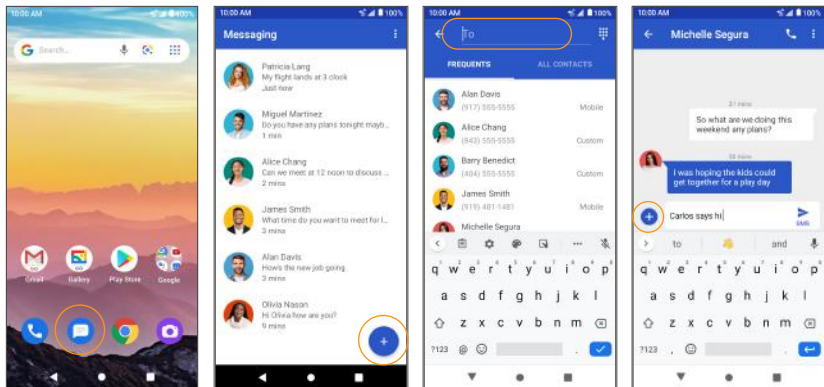 10:00 AM 100%
G Search...
Gmail Gallery Play Store Google
10:00 AM 100%
Messaging
Patricia Lang
My flight lands at 3 clock
Just now
Miguel Martinez
Do you have any plans tonight mayb...
1 min
Alice Chang
Can we meet at 12 noon to discuss ...
2 mins
James Smith
What time do you want to meet for l...
3 mins
Alan Davis
How's the new job going
3 mins
Olivia Nason
Hi Olivia how are you?
9 mins
+
10:00 AM 100%
To
FREQUENTS ALL CONTACTS
Alan Davis
(917) 555-5555 Mobile
Alice Chang
(843) 555-5555 Custom
Barry Benedict
(404) 555-5555 Custom
James Smith
(919) 481-1481 Mobile
Michelle Segura
q w e r t y u i o p
a s d f g h j k l
z x c v b n m
?123 @ .
10:00 AM 100%
Michelle Segura
31 mins
So what are we doing this
weekend any plans?
30 mins
I was hoping the kids could
get together for a play day
Carlos says hi
SMS
to 👋 and
q w e r t y u i o p
a s d f g h j k l
z x c v b n m
?123 , .